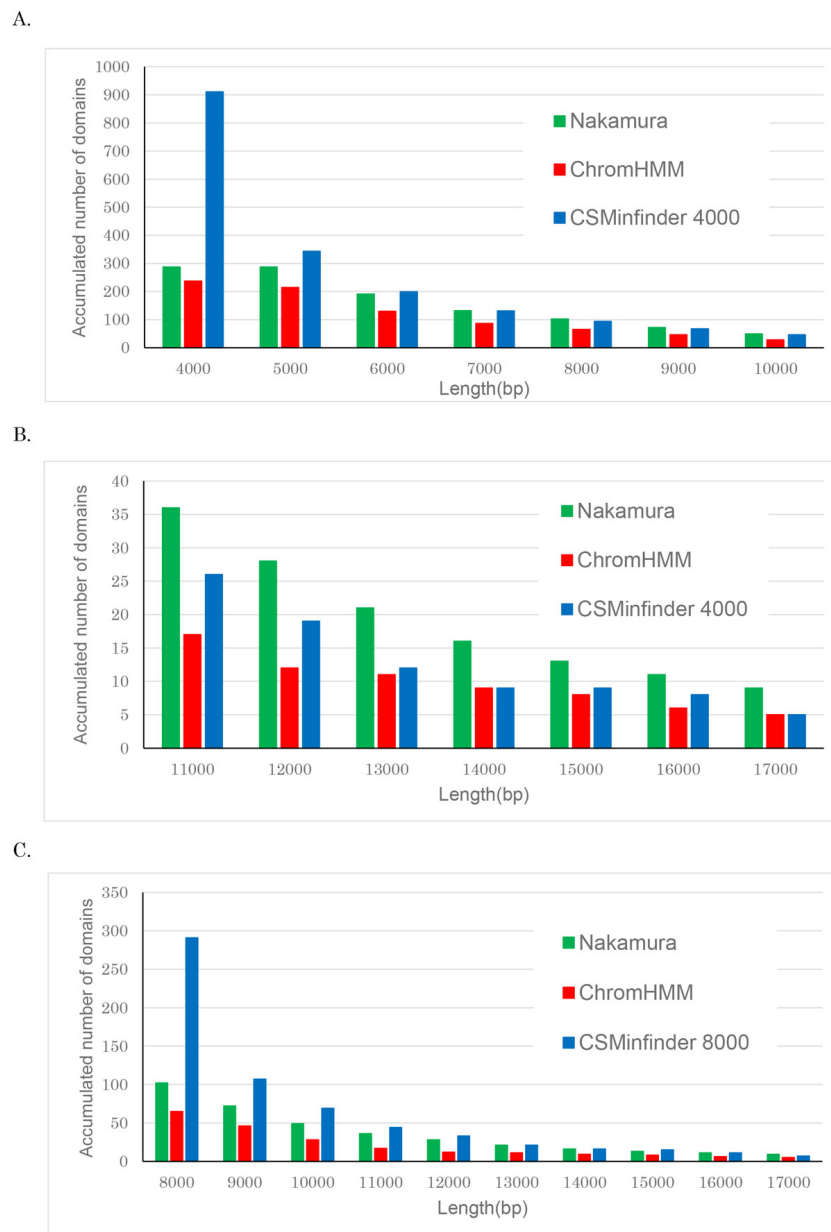 A.
Accumulated number of domains
1000
900
800
700
600
500
400
300
200
100
0
Nakamura
ChromHMM
CSMinfinder 4000
4000 5000 6000 7000 8000 9000 10000
Length(bp)
B.
Accumulated number of domains
40
35
30
25
20
15
10
5
0
Nakamura
ChromHMM
CSMinfinder 4000
11000 12000 13000 14000 15000 16000 17000
Length(bp)
C.
Accumulated number of domains
350
300
250
200
150
100
50
0
Nakamura
ChromHMM
CSMinfinder 8000
8000 9000 10000 11000 12000 13000 14000 15000 16000 17000
Length(bp)